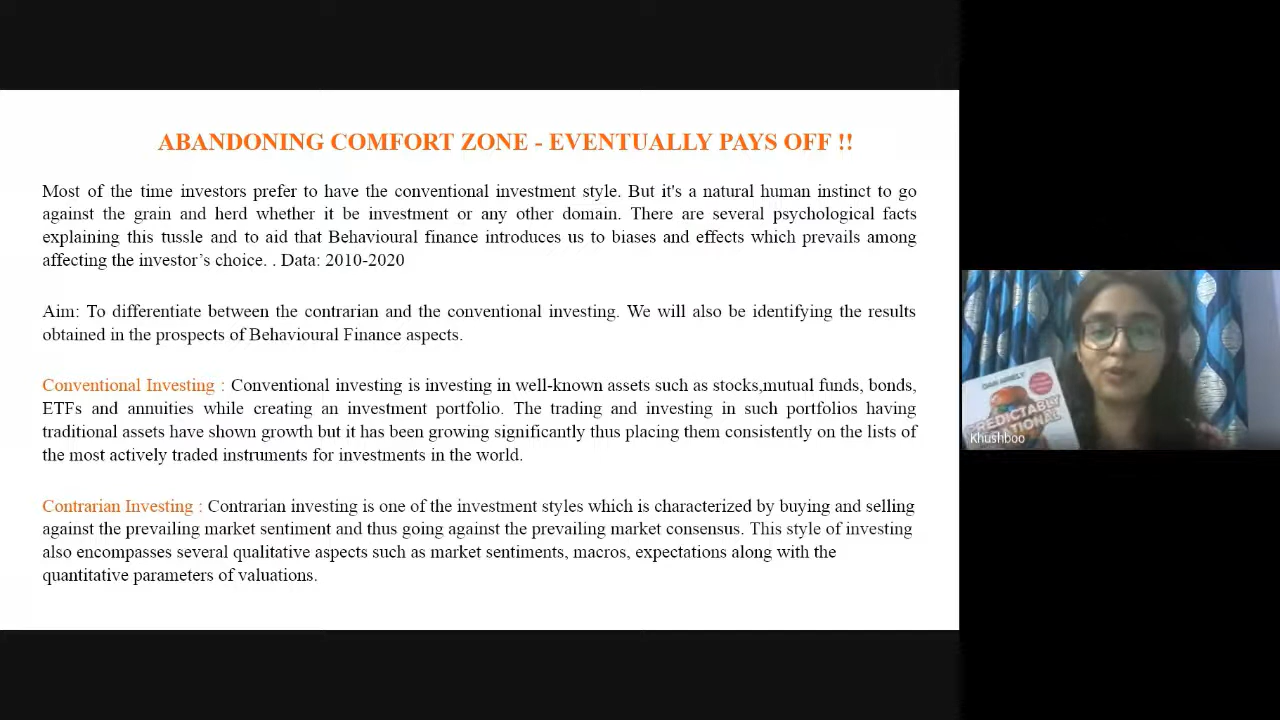 ABANDONING COMFORT ZONE - EVENTUALLY PAYS OFF !!
Most of the time investors prefer to have the conventional investment style. But it's a natural human instinct to go
against the grain and herd whether it be investment or any other domain. There are several psychological facts
explaining this tussle and to aid that Behavioural finance introduces us to biases and effects which prevails among
affecting the investor’s choice. . Data: 2010-2020
Aim: To differentiate between the contrarian and the conventional investing. We will also be identifying the results
obtained in the prospects of Behavioural Finance aspects.
Conventional Investing : Conventional investing is investing in well-known assets such as stocks,mutual funds, bonds,
ETFs and annuities while creating an investment portfolio. The trading and investing in such portfolios having
traditional assets have shown growth but it has been growing significantly thus placing them consistently on the lists of
the most actively traded instruments for investments in the world.
Contrarian Investing : Contrarian investing is one of the investment styles which is characterized by buying and selling
against the prevailing market sentiment and thus going against the prevailing market consensus. This style of investing
also encompasses several qualitative aspects such as market sentiments, macros, expectations along with the
quantitative parameters of valuations.
DAN ARIELY
PREDICTABLY
IRRATIONAL
Khushboo